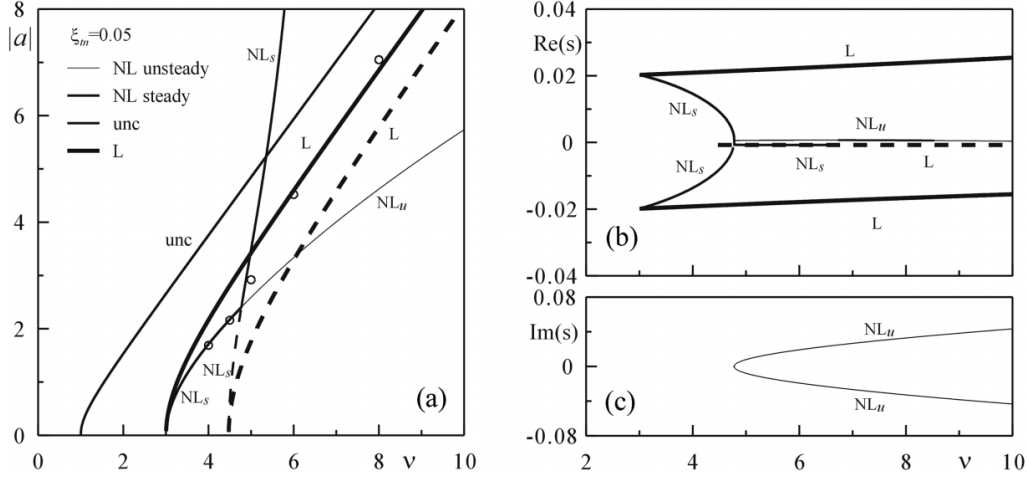 8
|a|
ξtn=0.05
NL unsteady
NL steady
unc
L
6
4
2
0
NLs
L
L
unc
NLu
NLs
NLs
(a)
0 2 4 6 8 ν 10
0.04
Re(s)
0.02
0
-0.02
-0.04
L
NLs
NLu
NLs
NLs
L
L
(b)
0.08
Im(s)
0
-0.08
NLu
NLu
(c)
2 4 6 8 ν 10